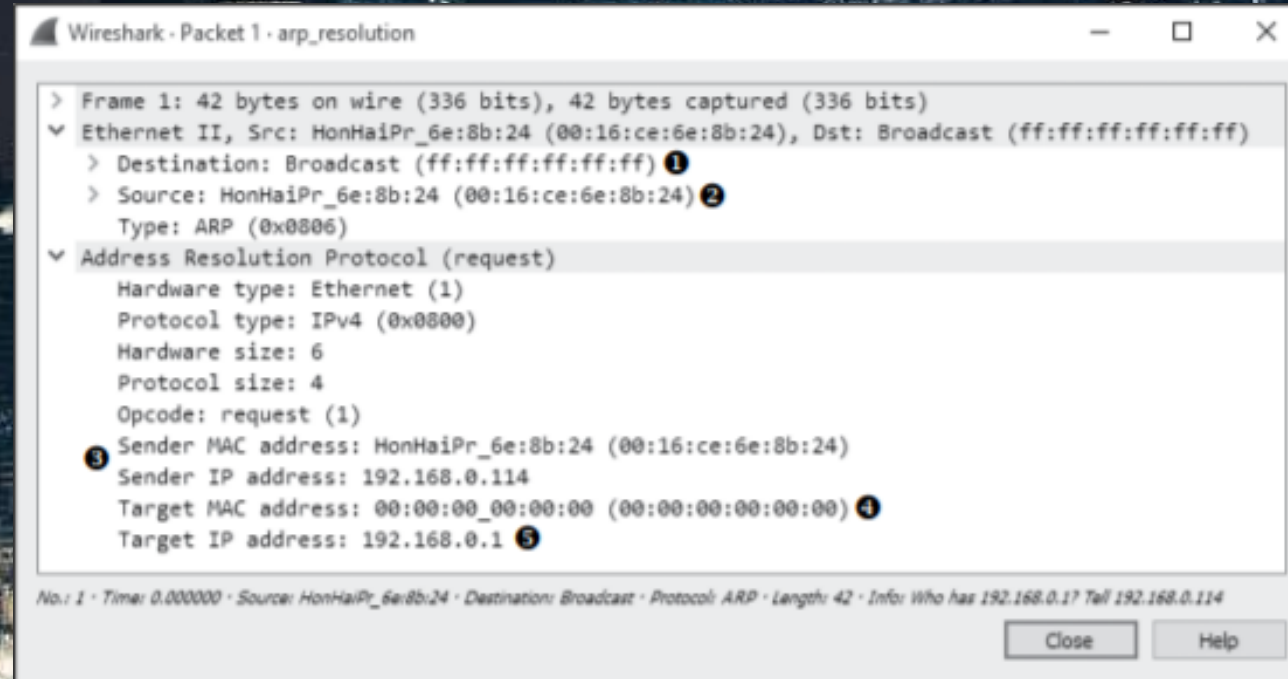 Wireshark · Packet 1 · arp_resolution
> Frame 1: 42 bytes on wire (336 bits), 42 bytes captured (336 bits)
Ethernet II, Src: HonHaiPr_6e:8b:24 (00:16:ce:6e:8b:24), Dst: Broadcast (ff:ff:ff:ff:ff:ff)
> Destination: Broadcast (ff:ff:ff:ff:ff:ff) ❶
> Source: HonHaiPr_6e:8b:24 (00:16:ce:6e:8b:24) ❷
Type: ARP (0x0806)
Address Resolution Protocol (request)
Hardware type: Ethernet (1)
Protocol type: IPv4 (0x0800)
Hardware size: 6
Protocol size: 4
Opcode: request (1)
❸ Sender MAC address: HonHaiPr_6e:8b:24 (00:16:ce:6e:8b:24)
Sender IP address: 192.168.0.114
Target MAC address: 00:00:00_00:00:00 (00:00:00:00:00:00) ❹
Target IP address: 192.168.0.1 ❺
No.: 1 · Time: 0.000000 · Source: HonHaiPr_6e:8b:24 · Destination: Broadcast · Protocol: ARP · Length: 42 · Info: Who has 192.168.0.1? Tell 192.168.0.114
Close Help